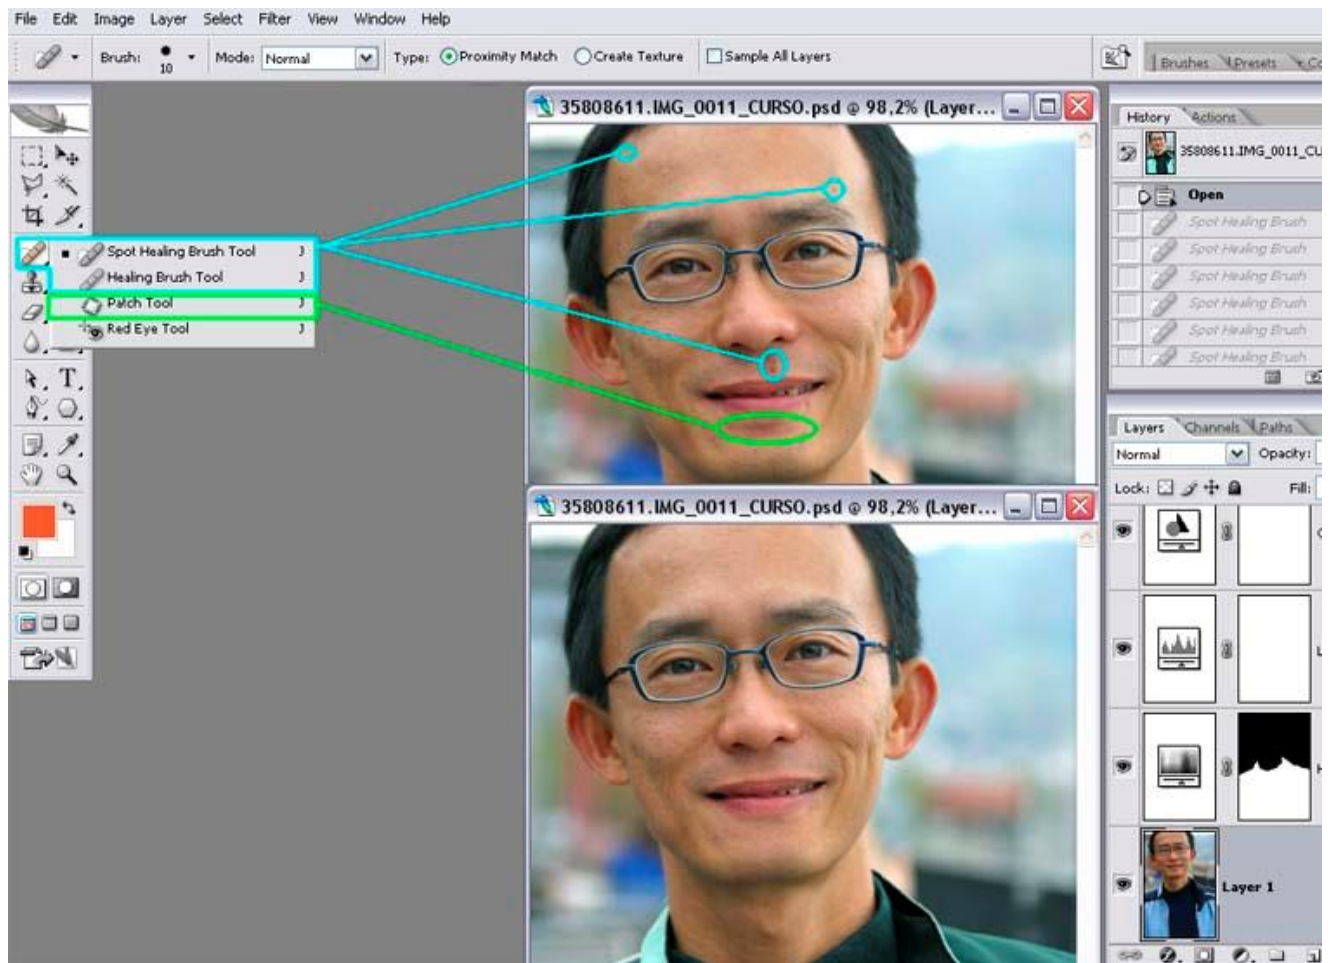 File Edit Image Layer Select Filter View Window Help
Brush: 10 Mode: Normal Type: Proximity Match Create Texture Sample All Layers
Brushes Presets Co
35808611.IMG_0011_CURSO.psd @ 98,2% (Layer...
History Actions
35808611.IMG_0011_CU
Open
Spot Healing Brush
Spot Healing Brush
Spot Healing Brush
Spot Healing Brush
Spot Healing Brush
Spot Healing Brush
Spot Healing Brush Tool J
Healing Brush Tool J
Patch Tool J
Red Eye Tool J
T
Layers Channels Paths
Normal Opacity:
Lock: Fill:
35808611.IMG_0011_CURSO.psd @ 98,2% (Layer...
Layer 1